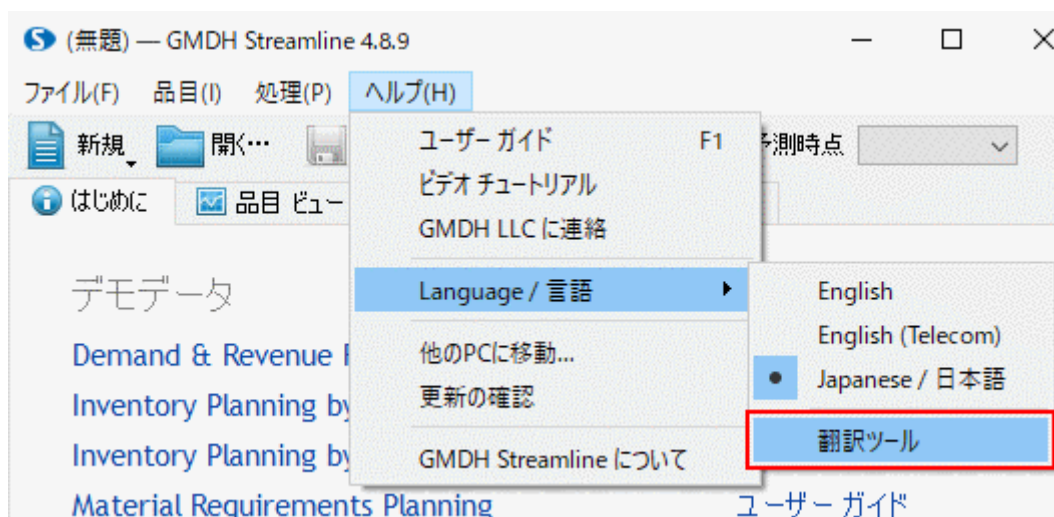 (無題) — GMDH Streamline 4.8.9
ファイル(F) 品目(I) 処理(P) ヘルプ(H)
新規 開く… 予測時点
はじめに 品目 ビュー
ユーザー ガイド F1
ビデオ チュートリアル
GMDH LLC に連絡
Language / 言語
他のPCに移動...
更新の確認
GMDH Streamline について
English
English (Telecom)
Japanese / 日本語
翻訳ツール
デモデータ
Demand & Revenue
Inventory Planning by
Inventory Planning by
Material Requirements Planning
ユーザー ガイド